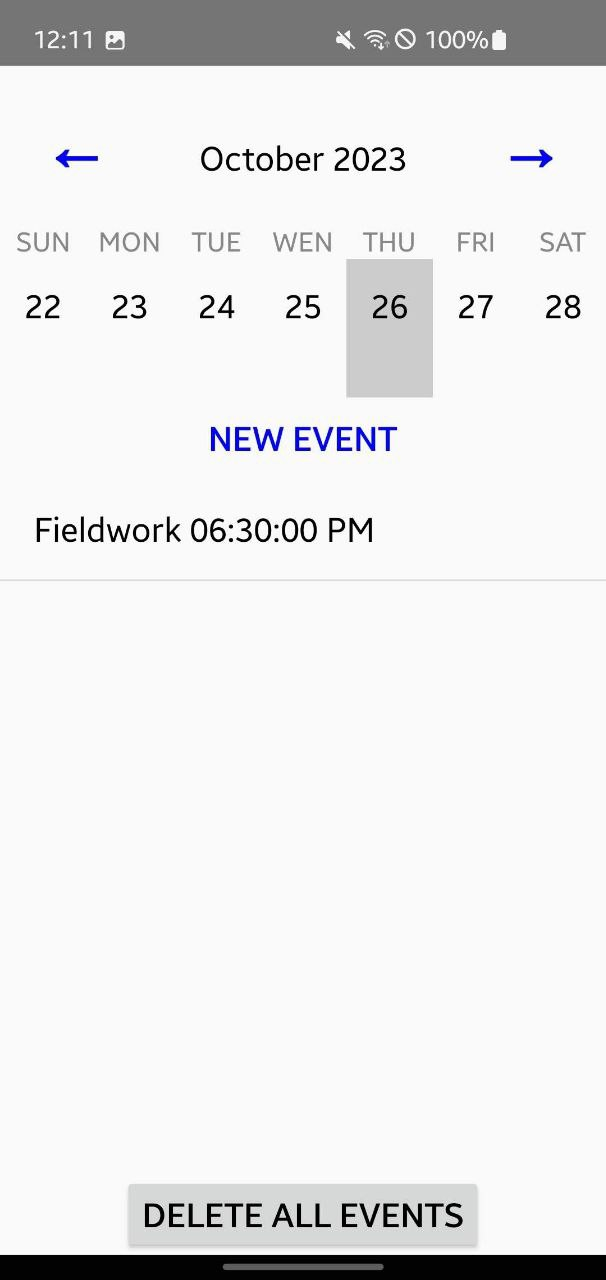 12:11 100%
← October 2023 →
SUN MON TUE WEN THU FRI SAT
22 23 24 25 26 27 28
NEW EVENT
Fieldwork 06:30:00 PM
DELETE ALL EVENTS